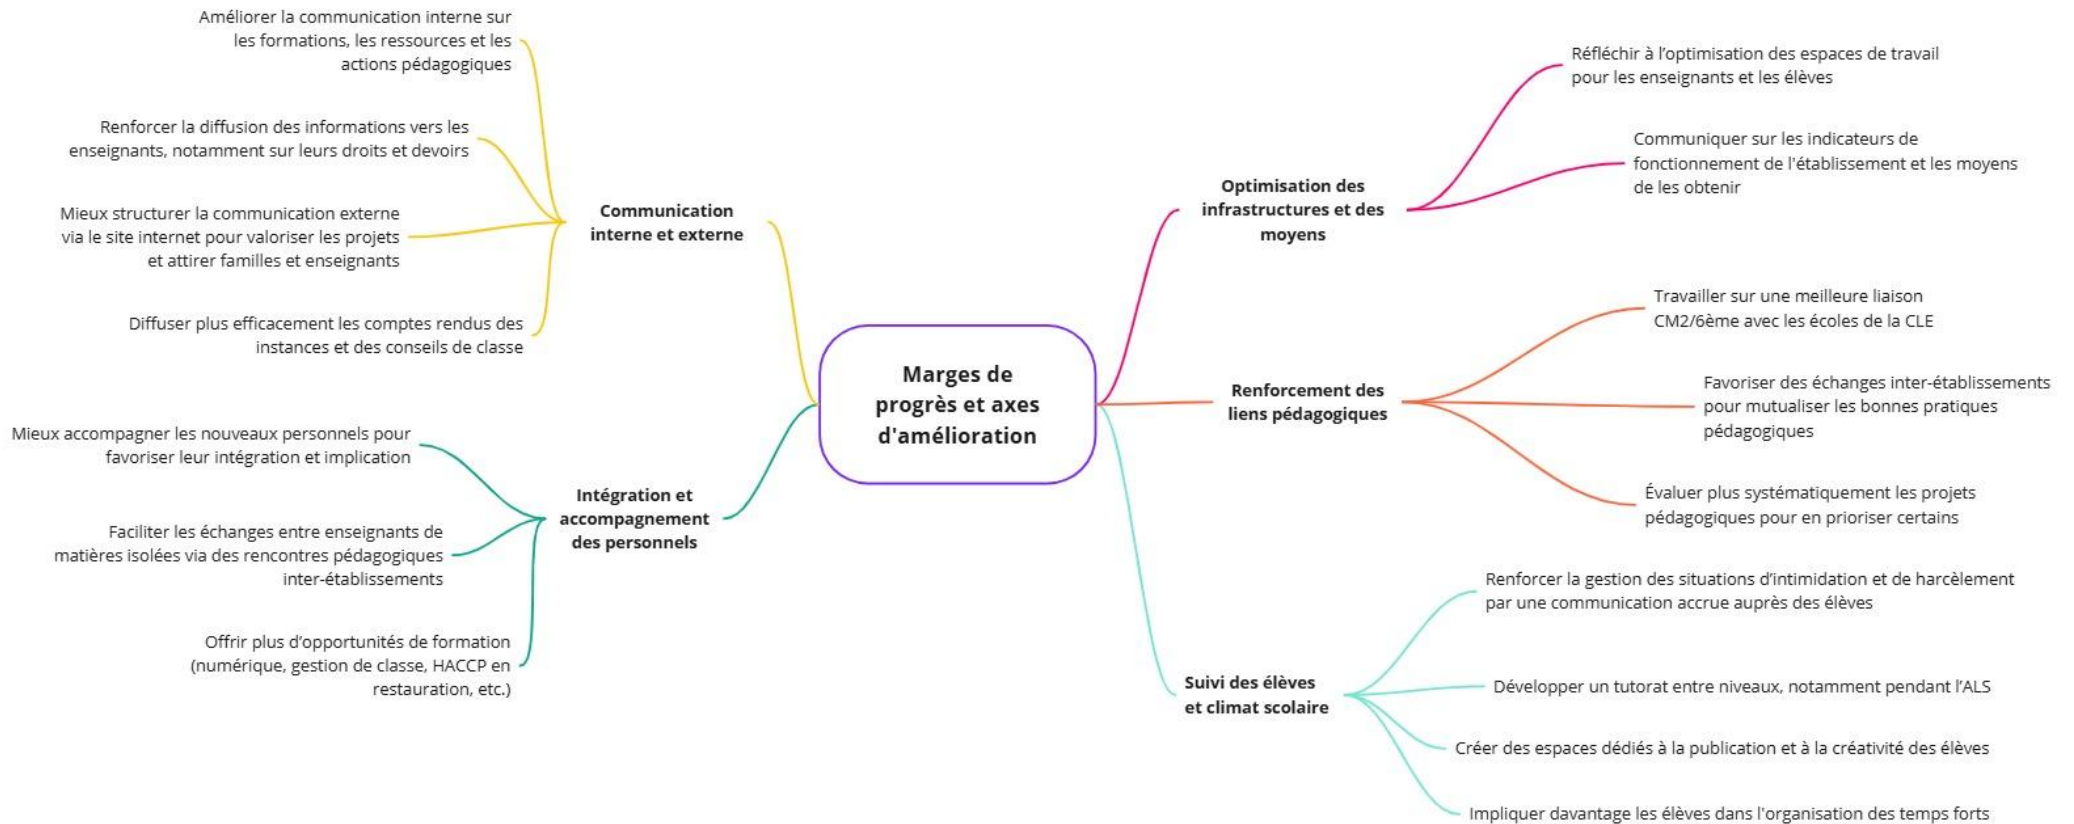 Marges de
progrès et axes
d'amélioration
Communication
interne et externe
Améliorer la communication interne sur
les formations, les ressources et les
actions pédagogiques
Renforcer la diffusion des informations vers les
enseignants, notamment sur leurs droits et devoirs
Mieux structurer la communication externe
via le site internet pour valoriser les projets
et attirer familles et enseignants
Diffuser plus efficacement les comptes rendus des
instances et des conseils de classe
Intégration et
accompagnement
des personnels
Mieux accompagner les nouveaux personnels pour
favoriser leur intégration et implication
Faciliter les échanges entre enseignants de
matières isolées via des rencontres pédagogiques
inter-établissements
Offrir plus d’opportunités de formation
(numérique, gestion de classe, HACCP en
restauration, etc.)
Optimisation des
infrastructures et des
moyens
Réfléchir à l’optimisation des espaces de travail
pour les enseignants et les élèves
Communiquer sur les indicateurs de
fonctionnement de l'établissement et les moyens
de les obtenir
Renforcement des
liens pédagogiques
Travailler sur une meilleure liaison
CM2/6ème avec les écoles de la CLE
Favoriser des échanges inter-établissements
pour mutualiser les bonnes pratiques
pédagogiques
Évaluer plus systématiquement les projets
pédagogiques pour en prioriser certains
Suivi des élèves
et climat scolaire
Renforcer la gestion des situations d’intimidation et de harcèlement
par une communication accrue auprès des élèves
Développer un tutorat entre niveaux, notamment pendant l’ALS
Créer des espaces dédiés à la publication et à la créativité des élèves
Impliquer davantage les élèves dans l'organisation des temps forts